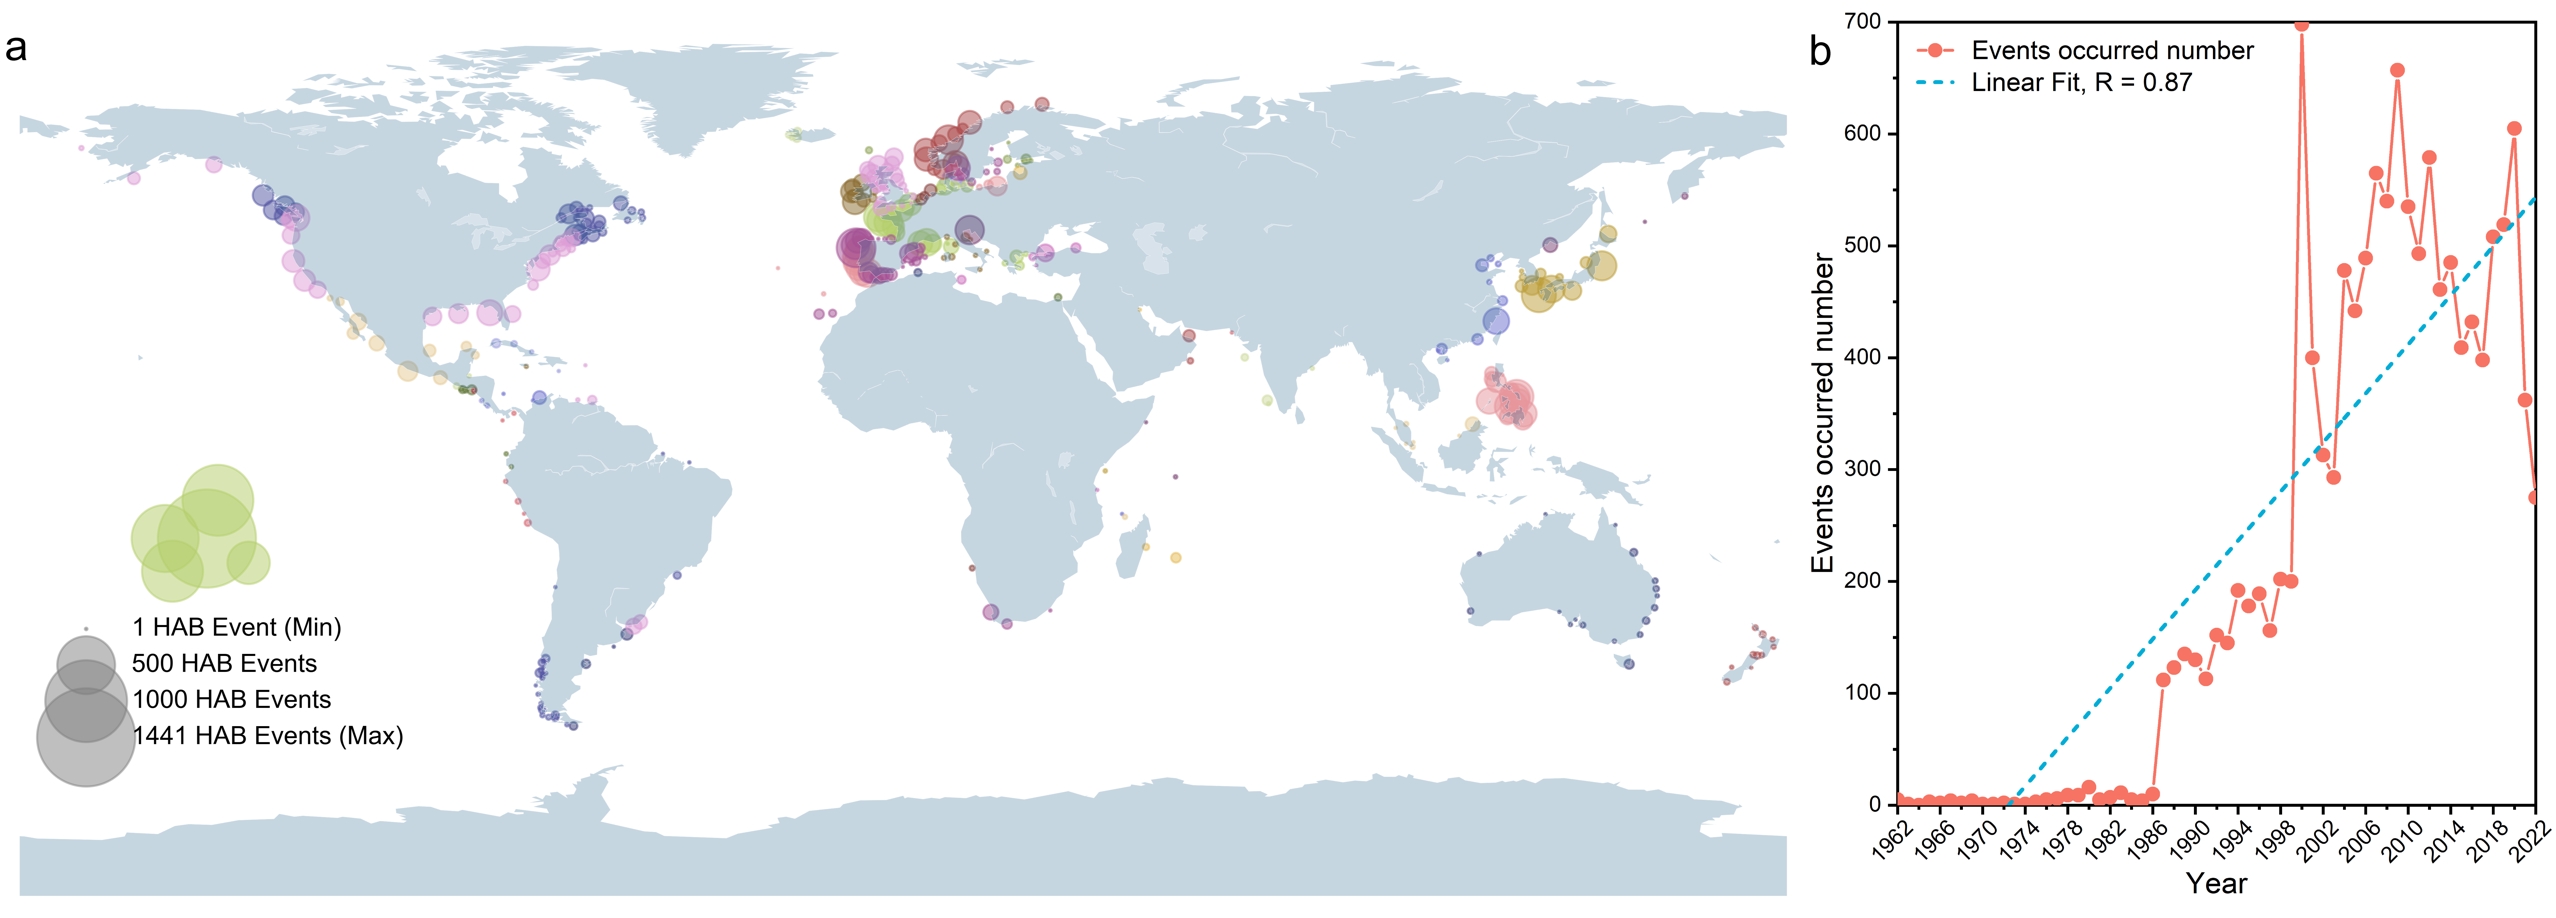 a
1 HAB Event (Min)
500 HAB Events
1000 HAB Events
1441 HAB Events (Max)
b
Events occurred number
Linear Fit, R = 0.87
Events occurred number
700
600
500
400
300
200
100
0
1962 1966 1970 1974 1978 1982 1986 1990 1994 1998 2002 2006 2010 2014 2018 2022
Year